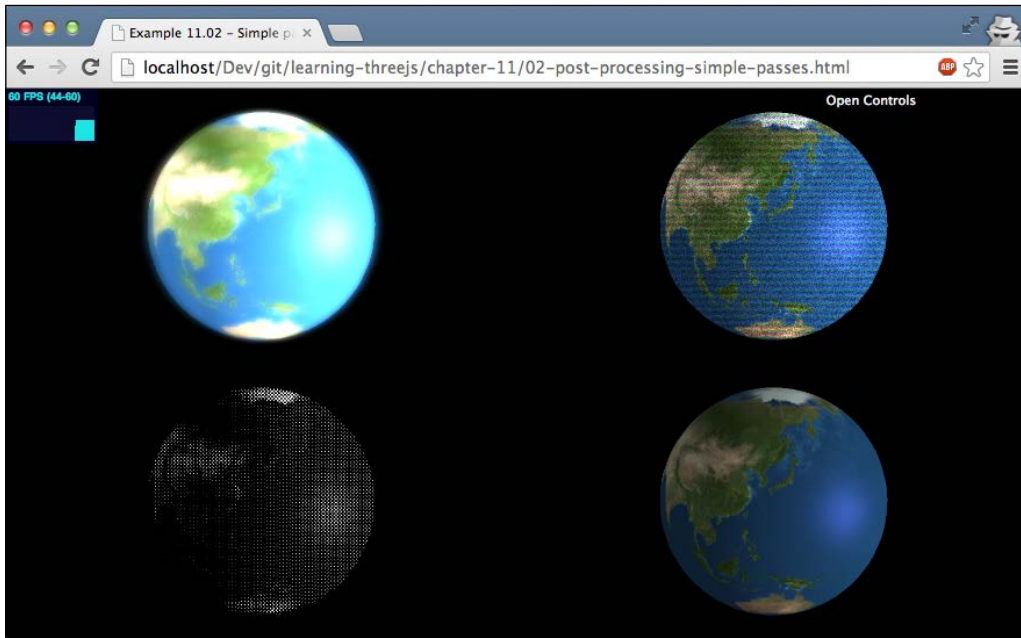 Example 11.02 - Simple p
localhost/Dev/git/learning-threejs/chapter-11/02-post-processing-simple-passes.html
ABP
60 FPS (44-60)
Open Controls